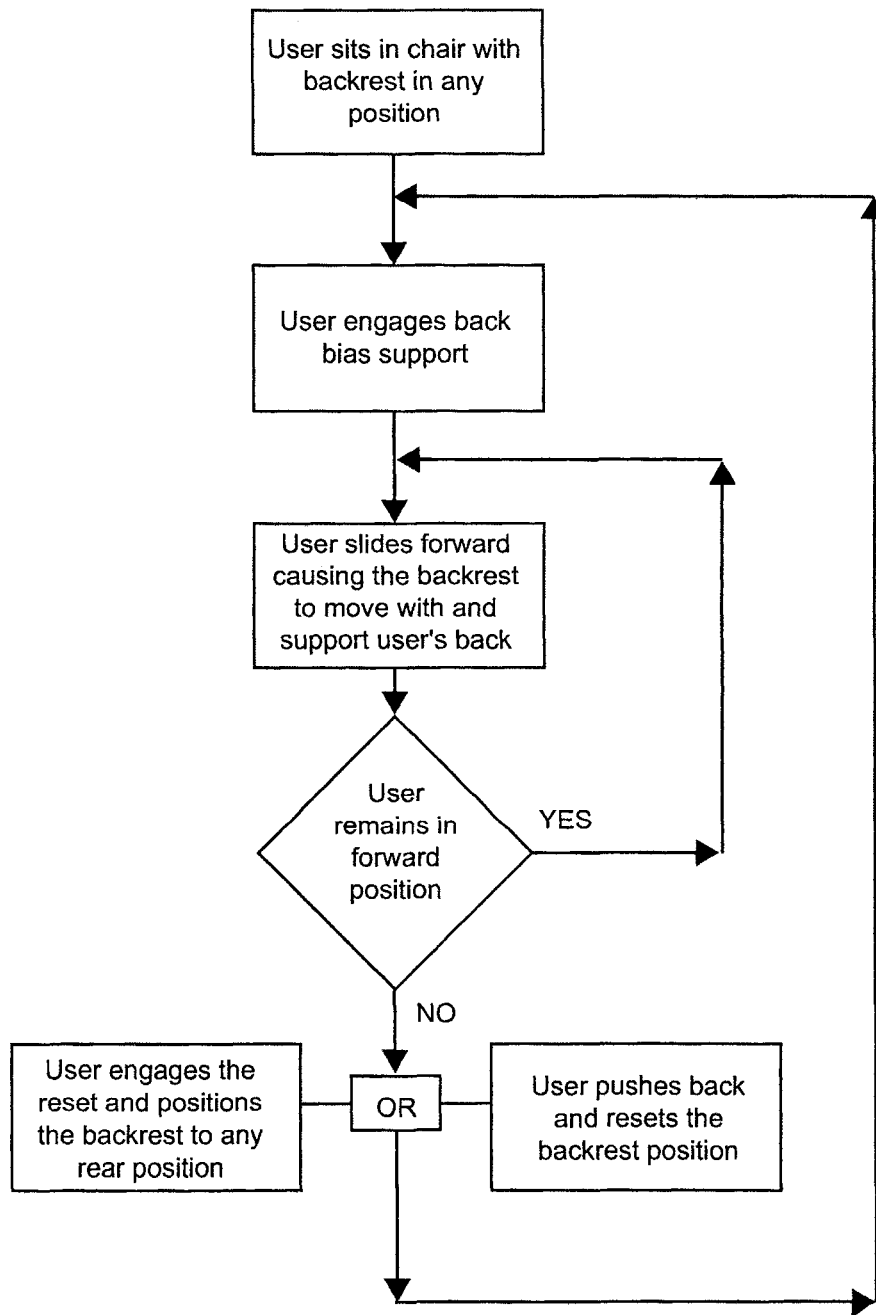 User sits in chair with
backrest in any
position
User engages back
bias support
User slides forward
causing the backrest
to move with and
support user's back
User
remains in
forward
position
YES
NO
User engages the
reset and positions
the backrest to any
rear position
OR
User pushes back
and resets the
backrest position